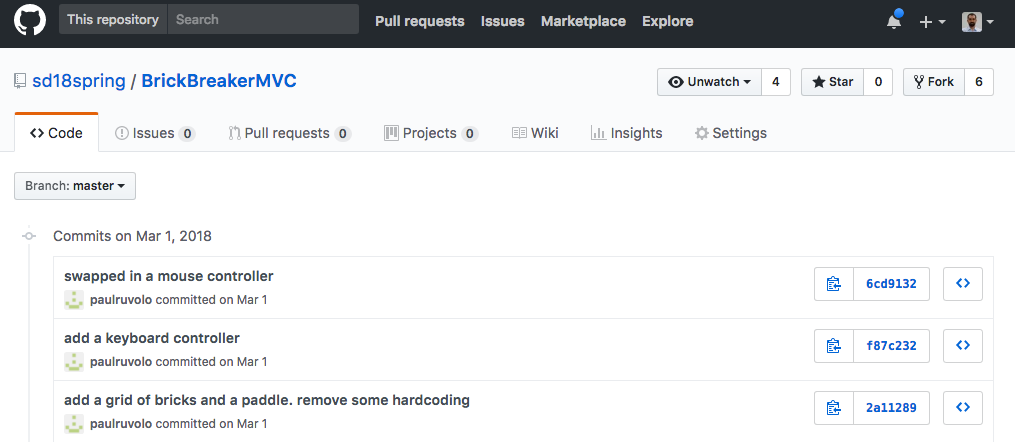 This repository Search Pull requests Issues Marketplace Explore
sd18spring / BrickBreakerMVC Unwatch 4 Star 0 Fork 6
Code Issues 0 Pull requests 0 Projects 0 Wiki Insights Settings
Branch: master
Commits on Mar 1, 2018
swapped in a mouse controller
paulruvolo committed on Mar 1
6cd9132
add a keyboard controller
paulruvolo committed on Mar 1
f87c232
add a grid of bricks and a paddle. remove some hardcoding
paulruvolo committed on Mar 1
2a11289